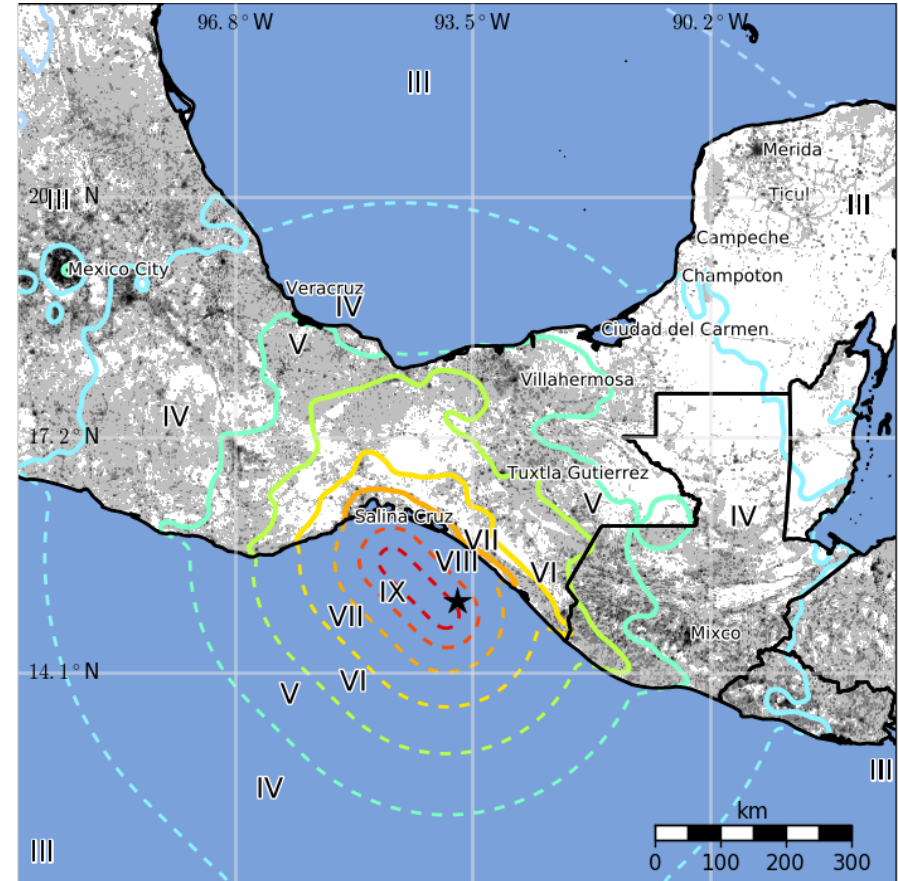 96.8°W 93.5°W 90.2°W
III
Merida
20 ° N
III
Ticul
III
Campeche
Mexico City
Champoton
Veracruz
IV
Ciudad del Carmen
V
Villahermosa
IV
17.2°N
Tuxtla Gutierrez
V
Salina Cruz
IV
VII
VIII
VI
IX
VII
Mixco
14.1°N
VI
V
III
IV
km
III
0 100 200 300